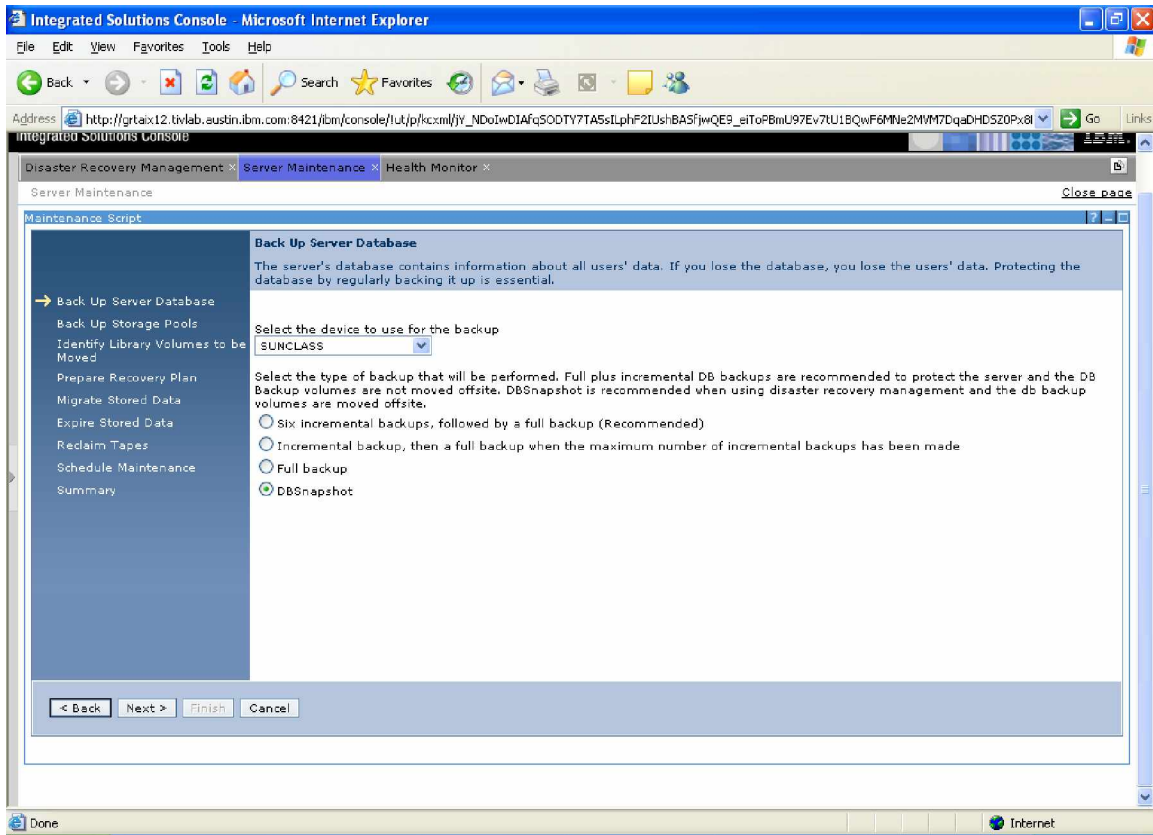 Integrated Solutions Console - Microsoft Internet Explorer
File Edit View Favorites Tools Help
Back Search Favorites
Address http://grtaix12.tivlab.austin.ibm.com:8421/ibm/console/!ut/p/kcxml/jY_NDoIwDIAfqSODTY7TA5sILphF2IUshBASfjwQE9_eiToPBmU97Ev7tU1BQwF6MNe2MVM7DqaDHDSZ0Px8l Go Links
Integrated Solutions Console IBM.
Disaster Recovery Management × Server Maintenance × Health Monitor ×
Server Maintenance Close page
Maintenance Script ?
Back Up Server Database
The server's database contains information about all users' data. If you lose the database, you lose the users' data. Protecting the
database by regularly backing it up is essential.
Back Up Server Database
Back Up Storage Pools
Identify Library Volumes to be
Moved
Prepare Recovery Plan
Migrate Stored Data
Expire Stored Data
Reclaim Tapes
Schedule Maintenance
Summary
Select the device to use for the backup
SUNCLASS
Select the type of backup that will be performed. Full plus incremental DB backups are recommended to protect the server and the DB
Backup volumes are not moved offsite. DBSnapshot is recommended when using disaster recovery management and the db backup
volumes are moved offsite.
Six incremental backups, followed by a full backup (Recommended)
Incremental backup, then a full backup when the maximum number of incremental backups has been made
Full backup
DBSnapshot
< Back Next > Finish Cancel
Done Internet